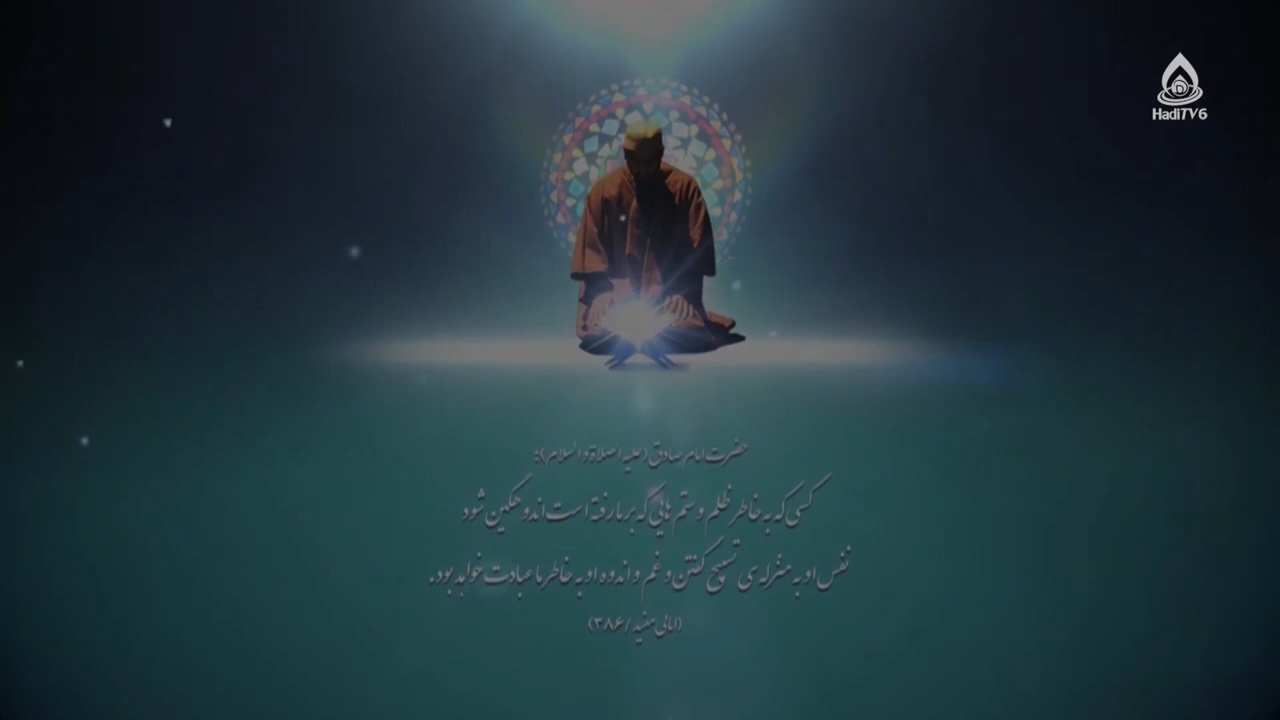 HadiTV6
حضرت امام صادق (علیه اصلاة و السلام):
کسی که به خاطر ظلم و ستم هایی که بر ما رفته است اندوهگین شود
نفس او به منزله ی تسبیح گفتن و غم و اندوه او به خاطر ما عبادت خواهد بود.
(امالی مفید / ۳۸۶)